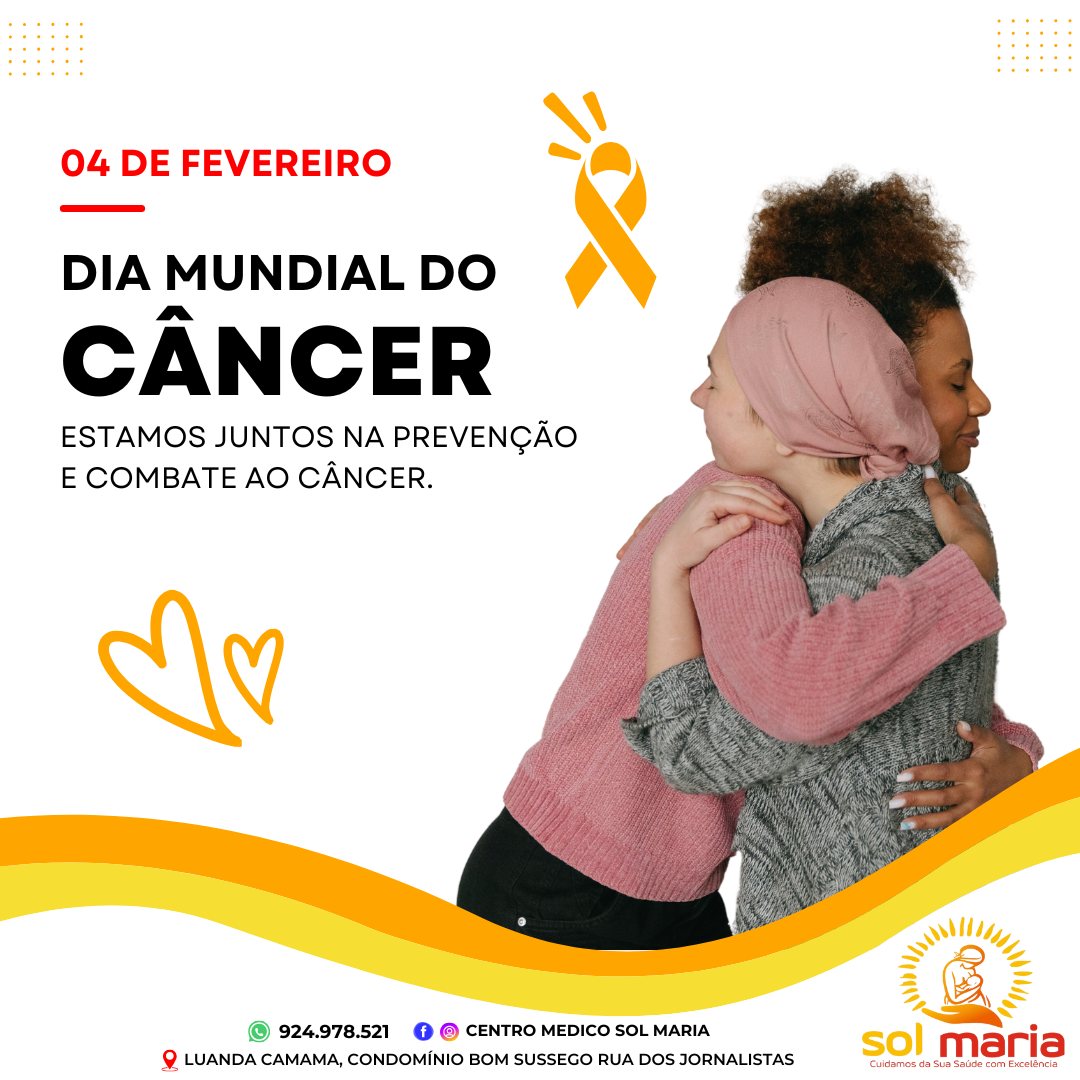 04 DE FEVEREIRO
DIA MUNDIAL DO
CÂNCER
ESTAMOS JUNTOS NA PREVENÇÃO
E COMBATE AO CÂNCER.
924.978.521 CENTRO MEDICO SOL MARIA
LUANDA CAMAMA, CONDOMÍNIO BOM SUSSEGO RUA DOS JORNALISTAS
sol maria
Cuidamos da Sua Saúde com Excelência